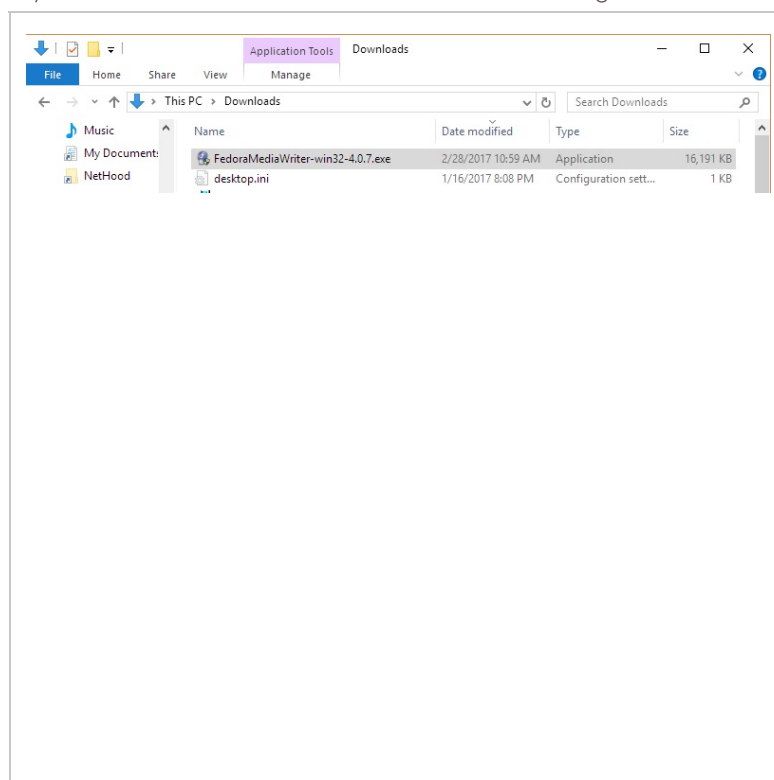 Application Tools Downloads
File Home Share View Manage
This PC > Downloads Search Downloads
Music Name Date modified Type Size
My Documents FedoraMediaWriter-win32-4.0.7.exe 2/28/2017 10:59 AM Application 16,191 KB
NetHood desktop.ini 1/16/2017 8:08 PM Configuration sett... 1 KB